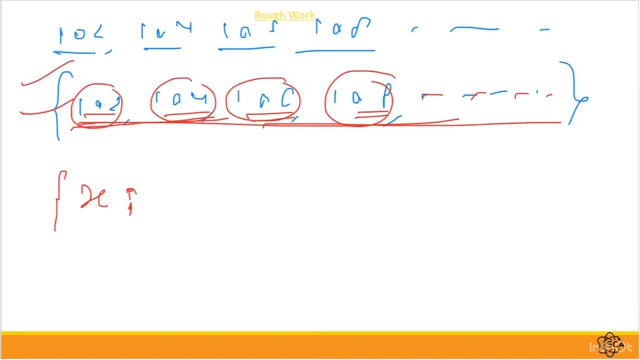 Rough Work
102, 104 106 108 . — -
{ 102, 104 106, 108, - - - - - . . }
{ x :